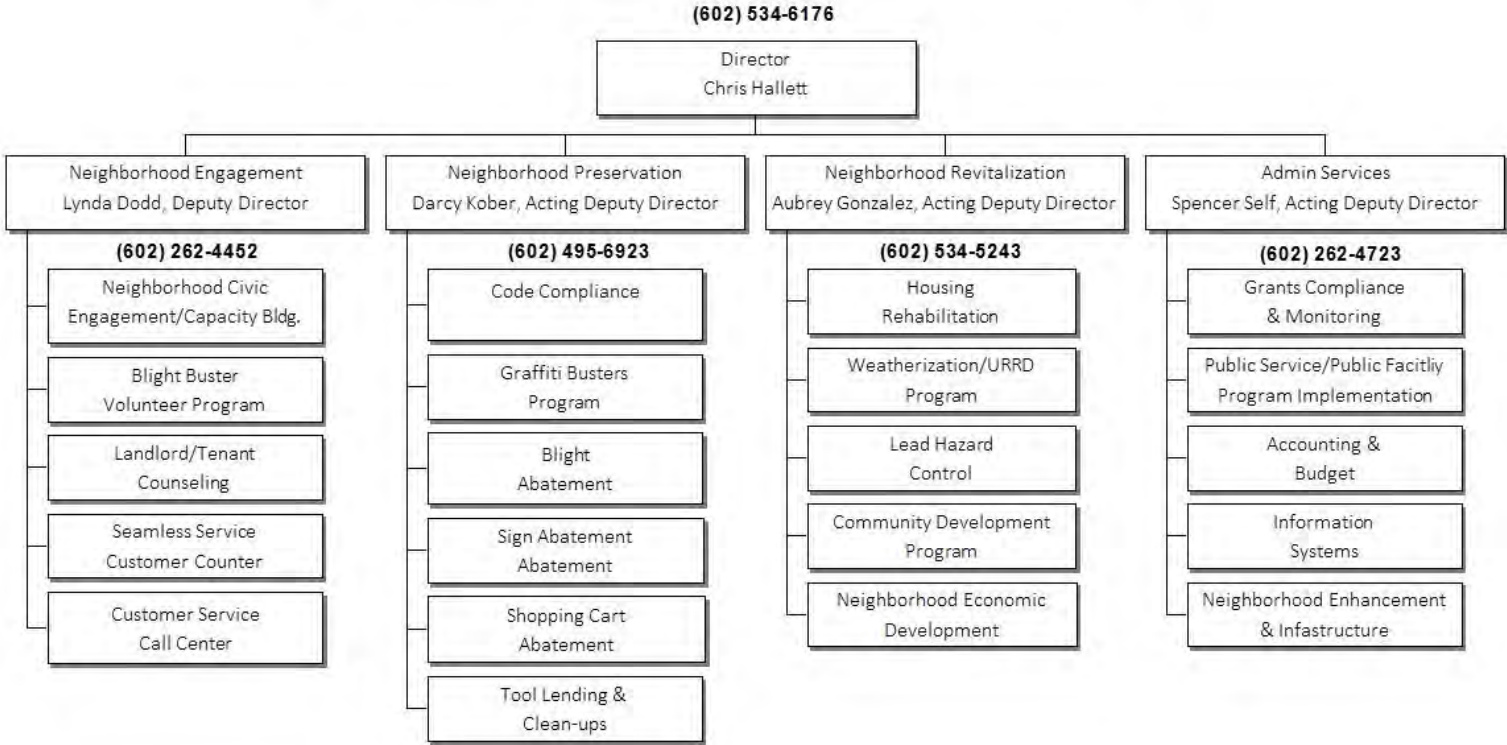 (602) 534-6176
Director
Chris Hallett
Neighborhood Engagement
Lynda Dodd, Deputy Director
(602) 262-4452
Neighborhood Civic
Engagement/Capacity Bldg.
Blight Buster
Volunteer Program
Landlord/Tenant
Counseling
Seamless Service
Customer Counter
Customer Service
Call Center
Neighborhood Preservation
Darcy Kober, Acting Deputy Director
(602) 495-6923
Code Compliance
Graffiti Busters
Program
Blight
Abatement
Sign Abatement
Abatement
Shopping Cart
Abatement
Tool Lending &
Clean-ups
Neighborhood Revitalization
Aubrey Gonzalez, Acting Deputy Director
(602) 534-5243
Housing
Rehabilitation
Weatherization/URRD
Program
Lead Hazard
Control
Community Development
Program
Neighborhood Economic
Development
Admin Services
Spencer Self, Acting Deputy Director
(602) 262-4723
Grants Compliance
& Monitoring
Public Service/Public Facitliy
Program Implementation
Accounting &
Budget
Information
Systems
Neighborhood Enhancement
& Infastructure